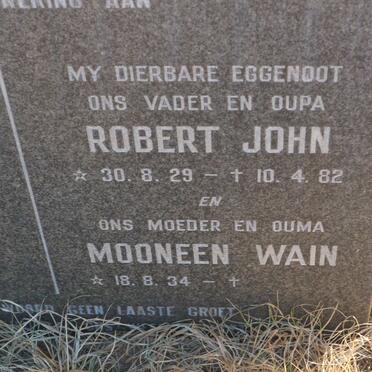 AAN
MY DIERBARE EGGENOOT
ONS VADER EN OUPA
ROBERT JOHN
☆ 30. 8. 29 – † 10. 4. 82
EN
ONS MOEDER EN OUMA
MOONEEN WAIN
☆ 18. 8. 34 – †
GEEN LAASTE GROET